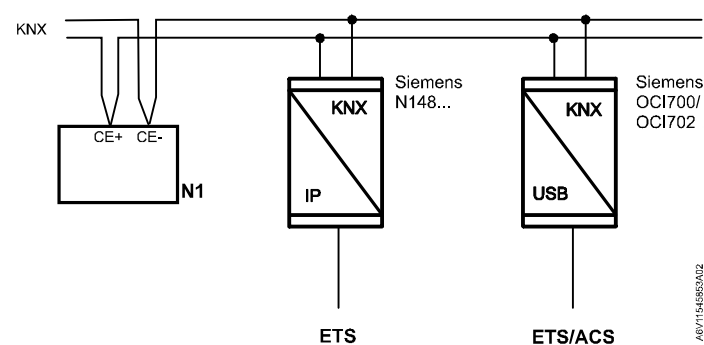 KNX
Siemens
N148...
Siemens
OCI700/
OCI702
KNX
KNX
CE+ CE-
N1
IP
USB
ETS
ETS/ACS
A6V11545853A02